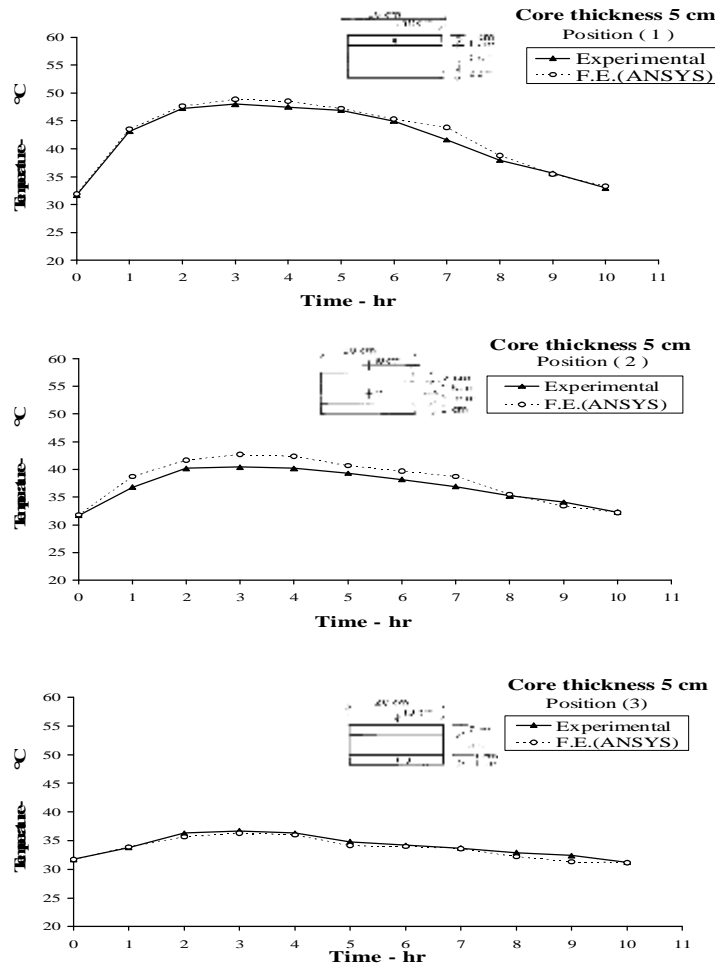 Core thickness 5 cm
Position ( 1 )
Experimental
F.E.(ANSYS)
Temperature- °C
60
55
50
45
40
35
30
25
20
0 1 2 3 4 5 6 7 8 9 10 11
Time - hr
Core thickness 5 cm
Position ( 2 )
Experimental
F.E.(ANSYS)
Temperature- °C
60
55
50
45
40
35
30
25
20
0 1 2 3 4 5 6 7 8 9 10 11
Time - hr
Core thickness 5 cm
Position (3)
Experimental
F.E.(ANSYS)
Temperature- °C
60
55
50
45
40
35
30
25
20
0 1 2 3 4 5 6 7 8 9 10 11
Time - hr